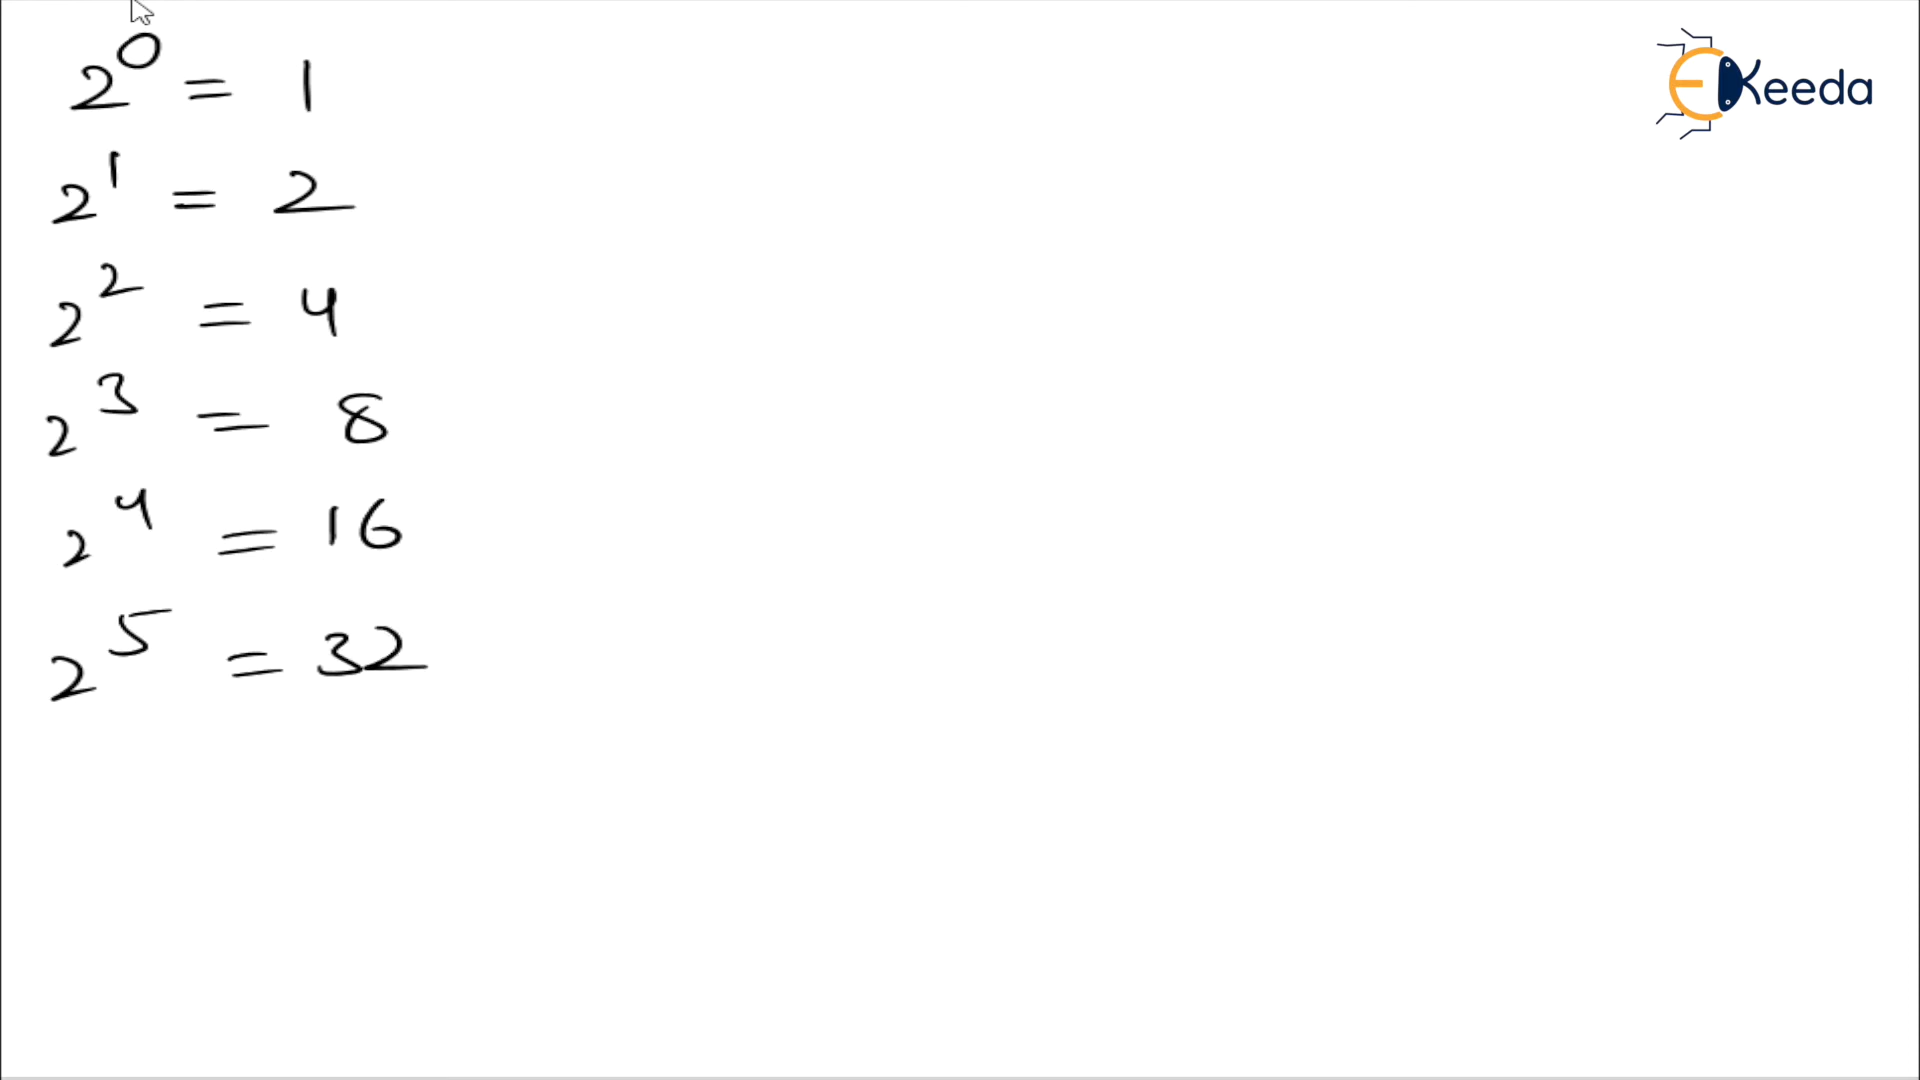 2⁰ = 1
2¹ = 2
2² = 4
2³ = 8
2⁴ = 16
2⁵ = 32
EKeeda